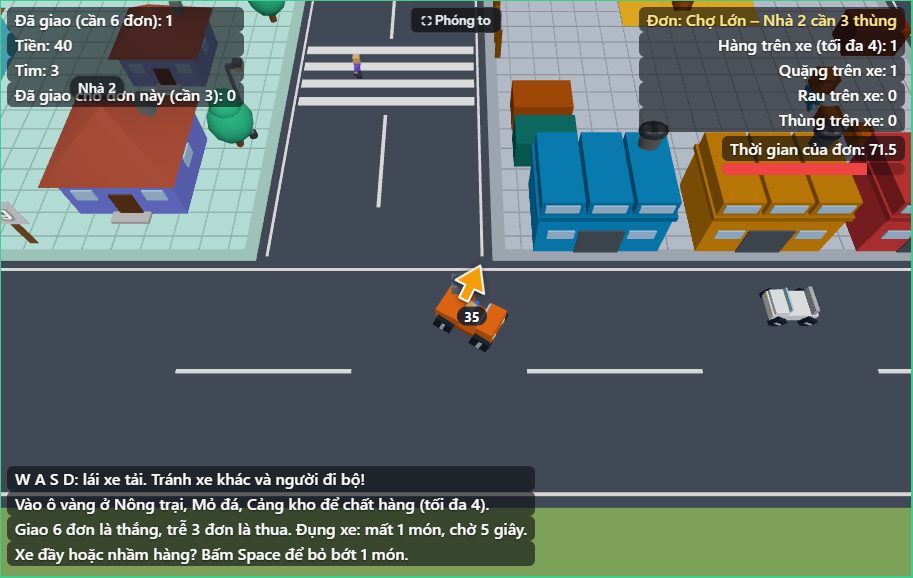 Đã giao (cần 6 đơn): 1
Tiền: 40
Tim: 3
Đã giao cho đơn này (cần 3): 0
Nhà 2
Phóng to
Đơn: Chợ Lớn – Nhà 2 cần 3 thùng
Hàng trên xe (tối đa 4): 1
Quặng trên xe: 1
Rau trên xe: 0
Thùng trên xe: 0
Thời gian của đơn: 71.5
35
W A S D: lái xe tải. Tránh xe khác và người đi bộ!
Vào ô vàng ở Nông trại, Mỏ đá, Cảng kho để chất hàng (tối đa 4).
Giao 6 đơn là thắng, trễ 3 đơn là thua. Đụng xe: mất 1 món, chờ 5 giây.
Xe đầy hoặc nhầm hàng? Bấm Space để bỏ bớt 1 món.